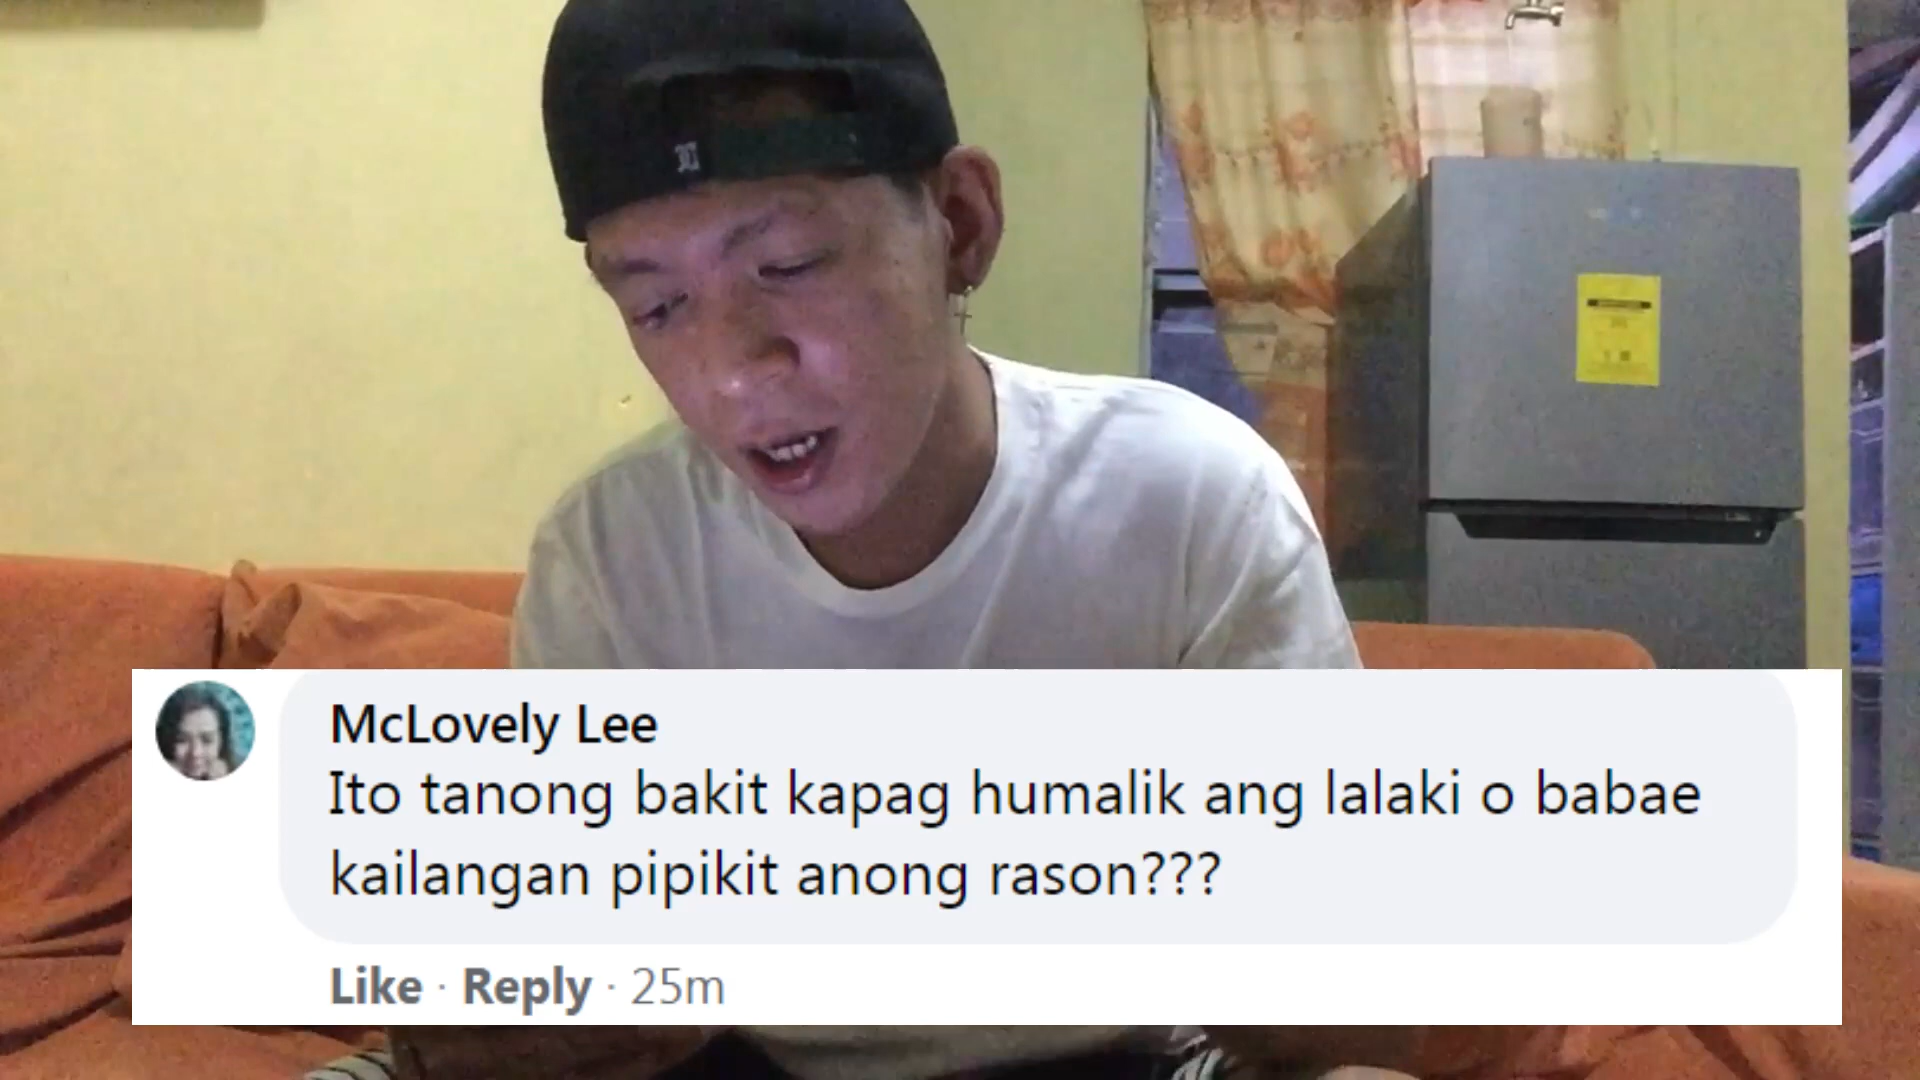 McLovely Lee
Ito tanong bakit kapag humalik ang lalaki o babae
kailangan pipikit anong rason???
Like · Reply · 25m